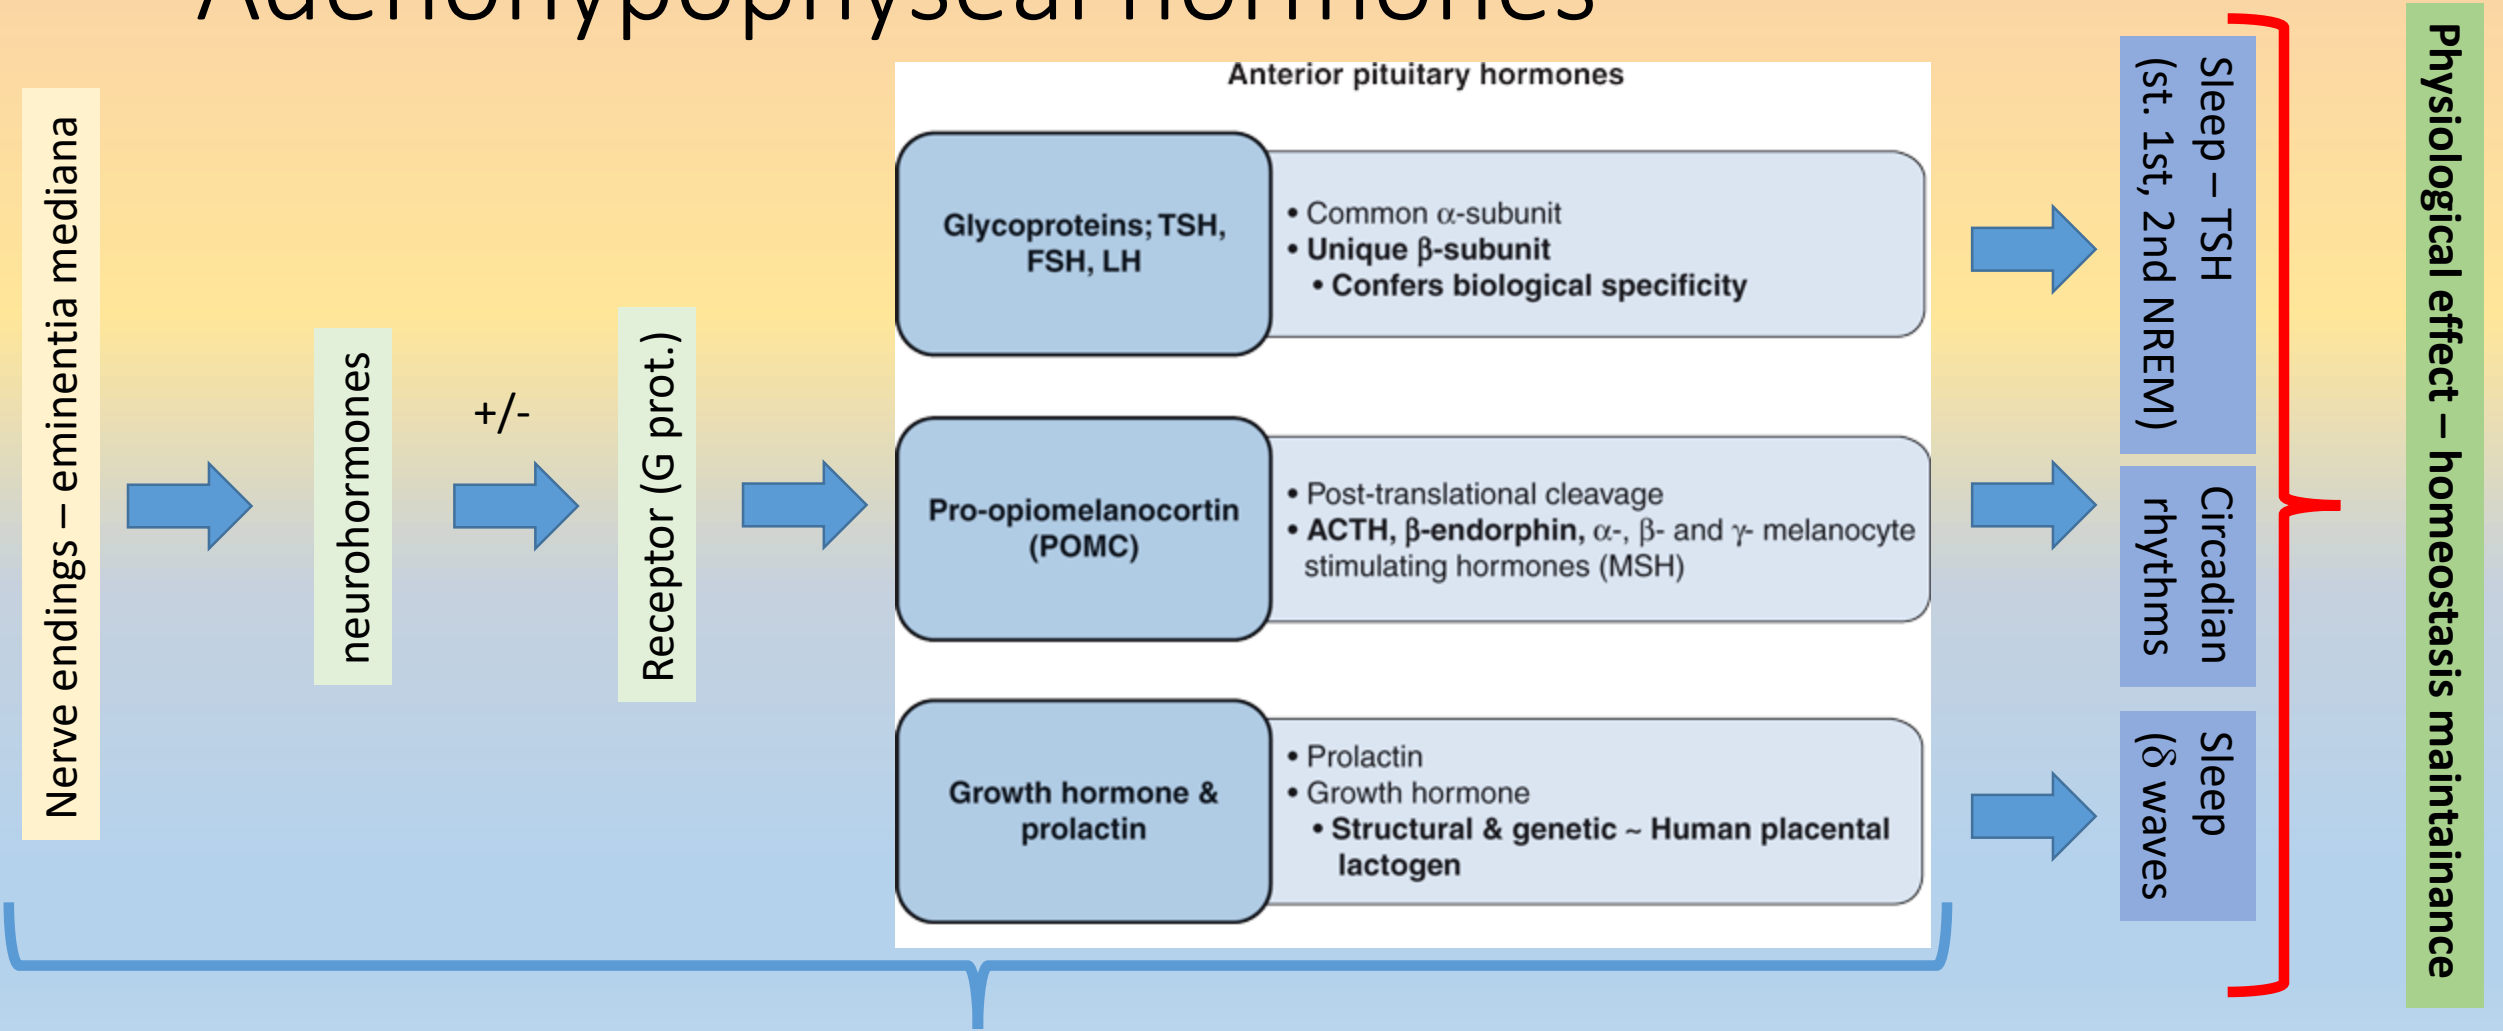 Adenohypophyseal hormones
Nerve endings – eminentia mediana
neurohormones
+/-
Receptor (G prot.)
Anterior pituitary hormones
Glycoproteins; TSH,
FSH, LH
• Common α-subunit
• Unique β-subunit
• Confers biological specificity
Pro-opiomelanocortin
(POMC)
• Post-translational cleavage
• ACTH, β-endorphin, α-, β- and γ- melanocyte
stimulating hormones (MSH)
Growth hormone &
prolactin
• Prolactin
• Growth hormone
• Structural & genetic ~ Human placental
lactogen
Sleep – TSH
(st. 1st, 2nd NREM)
Circadian
rhythms
Sleep
(δ waves
Physiological effect – homeostasis maintainance